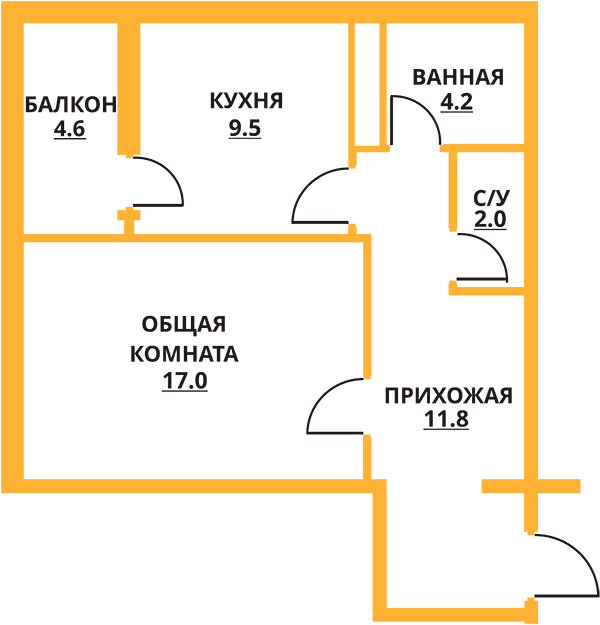 ВАННАЯ
4.2
БАЛКОН
4.6
КУХНЯ
9.5
С/У
2.0
ОБЩАЯ
КОМНАТА
17.0
ПРИХОЖАЯ
11.8